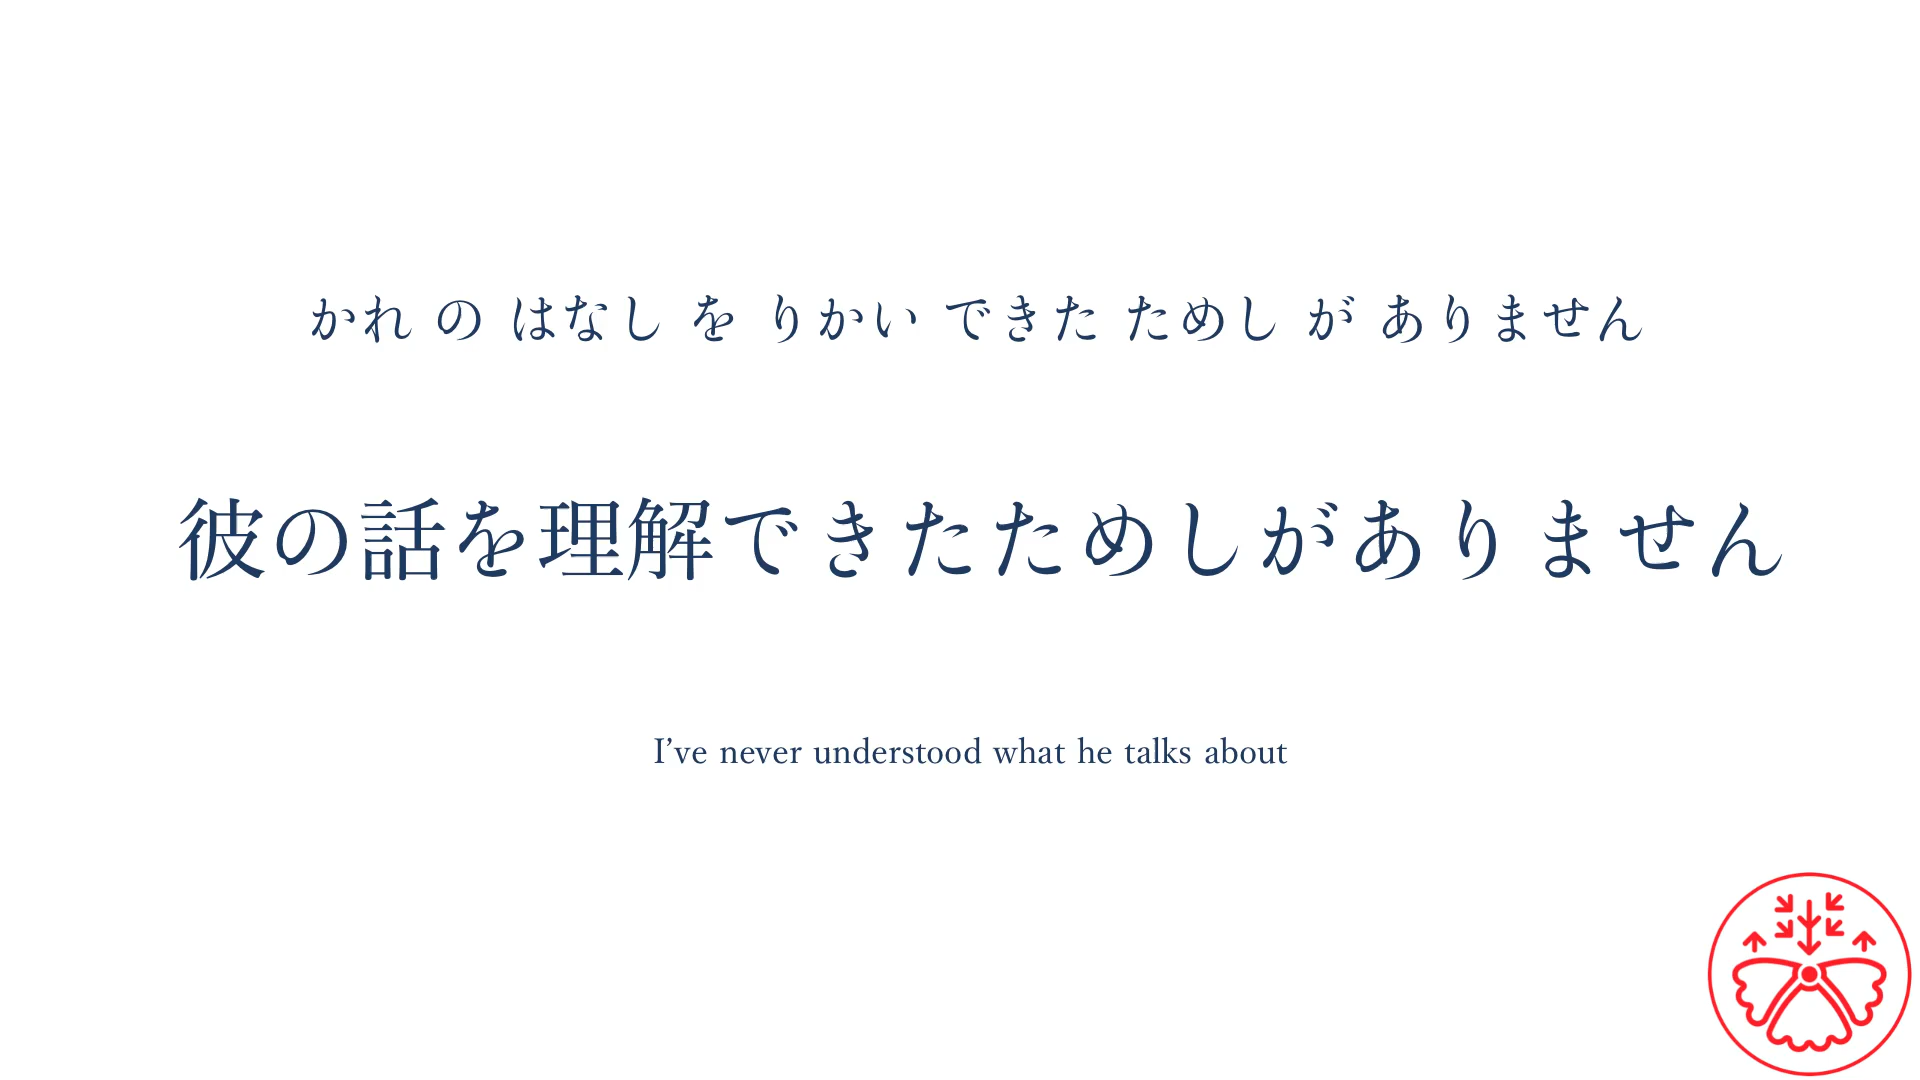 かれ の はなし を りかい できた ためし が ありません
彼の話を理解できたためしがありません
I’ve never understood what he talks about